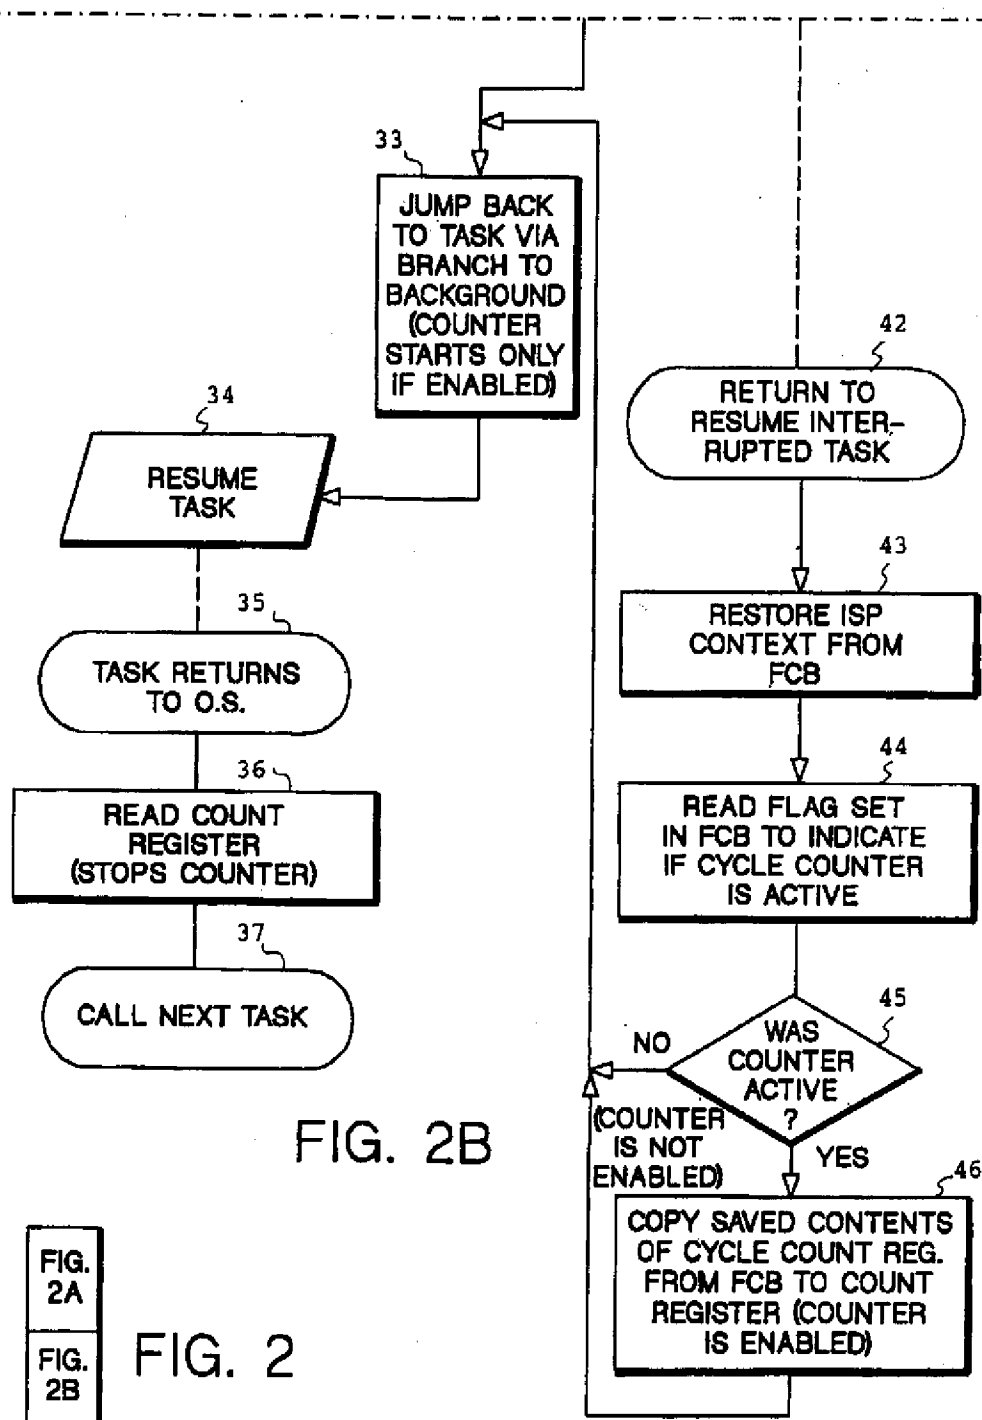 33
JUMP BACK
TO TASK VIA
BRANCH TO
BACKGROUND
(COUNTER
STARTS ONLY
IF ENABLED)
34
RESUME
TASK
35
TASK RETURNS
TO O.S.
36
READ COUNT
REGISTER
(STOPS COUNTER)
37
CALL NEXT TASK
42
RETURN TO
RESUME INTER-
RUPTED TASK
43
RESTORE ISP
CONTEXT FROM
FCB
44
READ FLAG SET
IN FCB TO INDICATE
IF CYCLE COUNTER
IS ACTIVE
45
WAS
COUNTER
ACTIVE
?
NO
(COUNTER
IS NOT
ENABLED)
YES
46
COPY SAVED CONTENTS
OF CYCLE COUNT REG.
FROM FCB TO COUNT
REGISTER (COUNTER
IS ENABLED)
FIG. 2B
FIG.
2A
FIG.
2B
FIG. 2